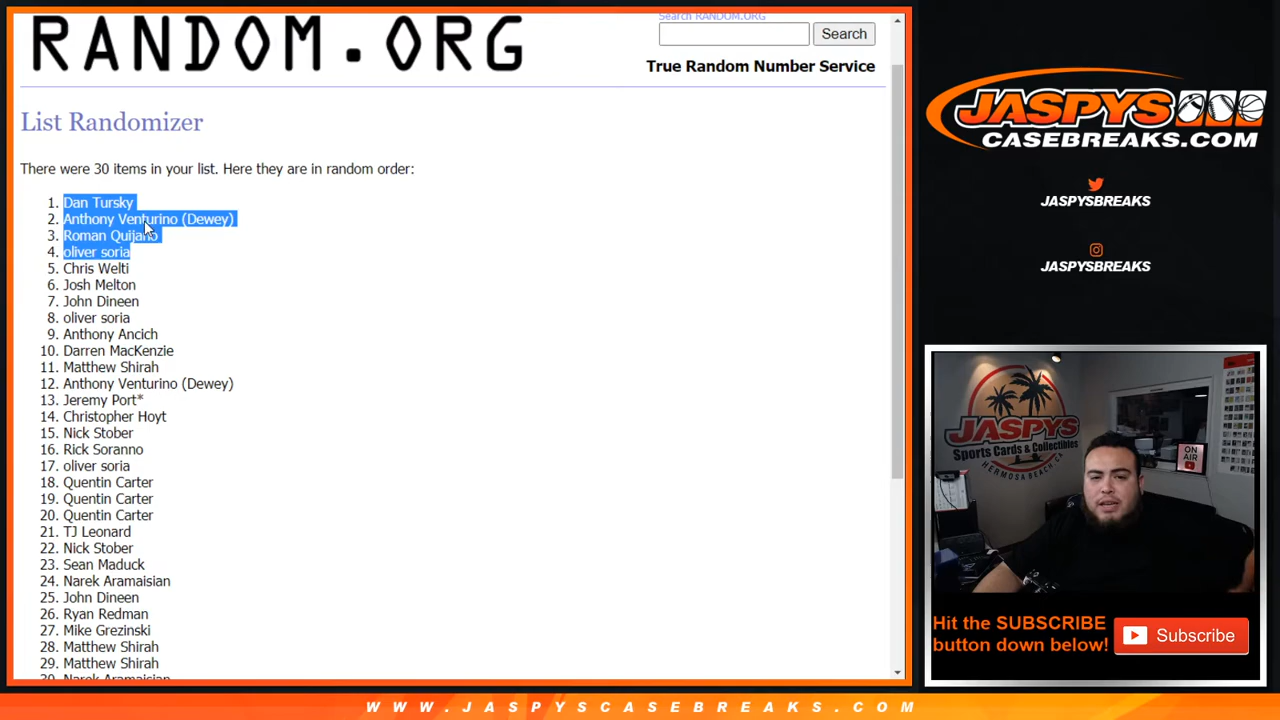 RANDOM.ORG
Search RANDOM.ORG
Search
True Random Number Service
List Randomizer
There were 30 items in your list. Here they are in random order:
1. Dan Tursky
2. Anthony Venturino (Dewey)
3. Roman Quijano
4. oliver soria
5. Chris Welti
6. Josh Melton
7. John Dineen
8. oliver soria
9. Anthony Ancich
10. Darren MacKenzie
11. Matthew Shirah
12. Anthony Venturino (Dewey)
13. Jeremy Port*
14. Christopher Hoyt
15. Nick Stober
16. Rick Soranno
17. oliver soria
18. Quentin Carter
19. Quentin Carter
20. Quentin Carter
21. TJ Leonard
22. Nick Stober
23. Sean Maduck
24. Narek Aramaisian
25. John Dineen
26. Ryan Redman
27. Mike Grezinski
28. Matthew Shirah
29. Matthew Shirah
30. Narek Aramaisian
JASPYS
CASEBREAKS.COM
JASPYSBREAKS
JASPYSBREAKS
JASPYS
Sports Cards & Collectibles
HERMOSA BEACH, CA
ON
AIR
Hit the SUBSCRIBE
button down below!
Subscribe
WWW.JASPYSCASEBREAKS.COM